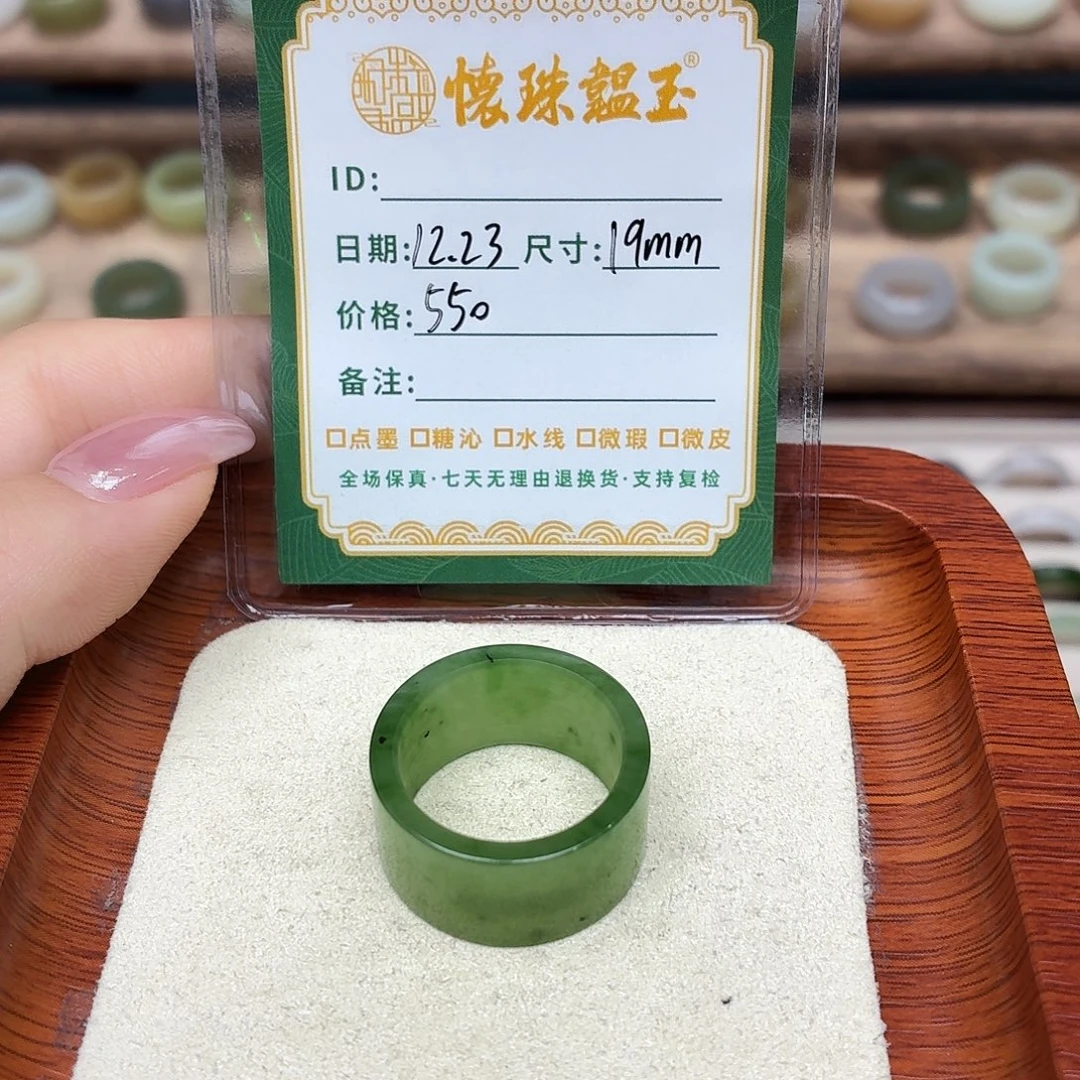 懷珠韞玉®
ID:
日期:12.23 尺寸:19mm
价格:550
备注:
□点墨 □糖沁 □水线 □微瑕 □微皮
全场保真·七天无理由退换货·支持复检